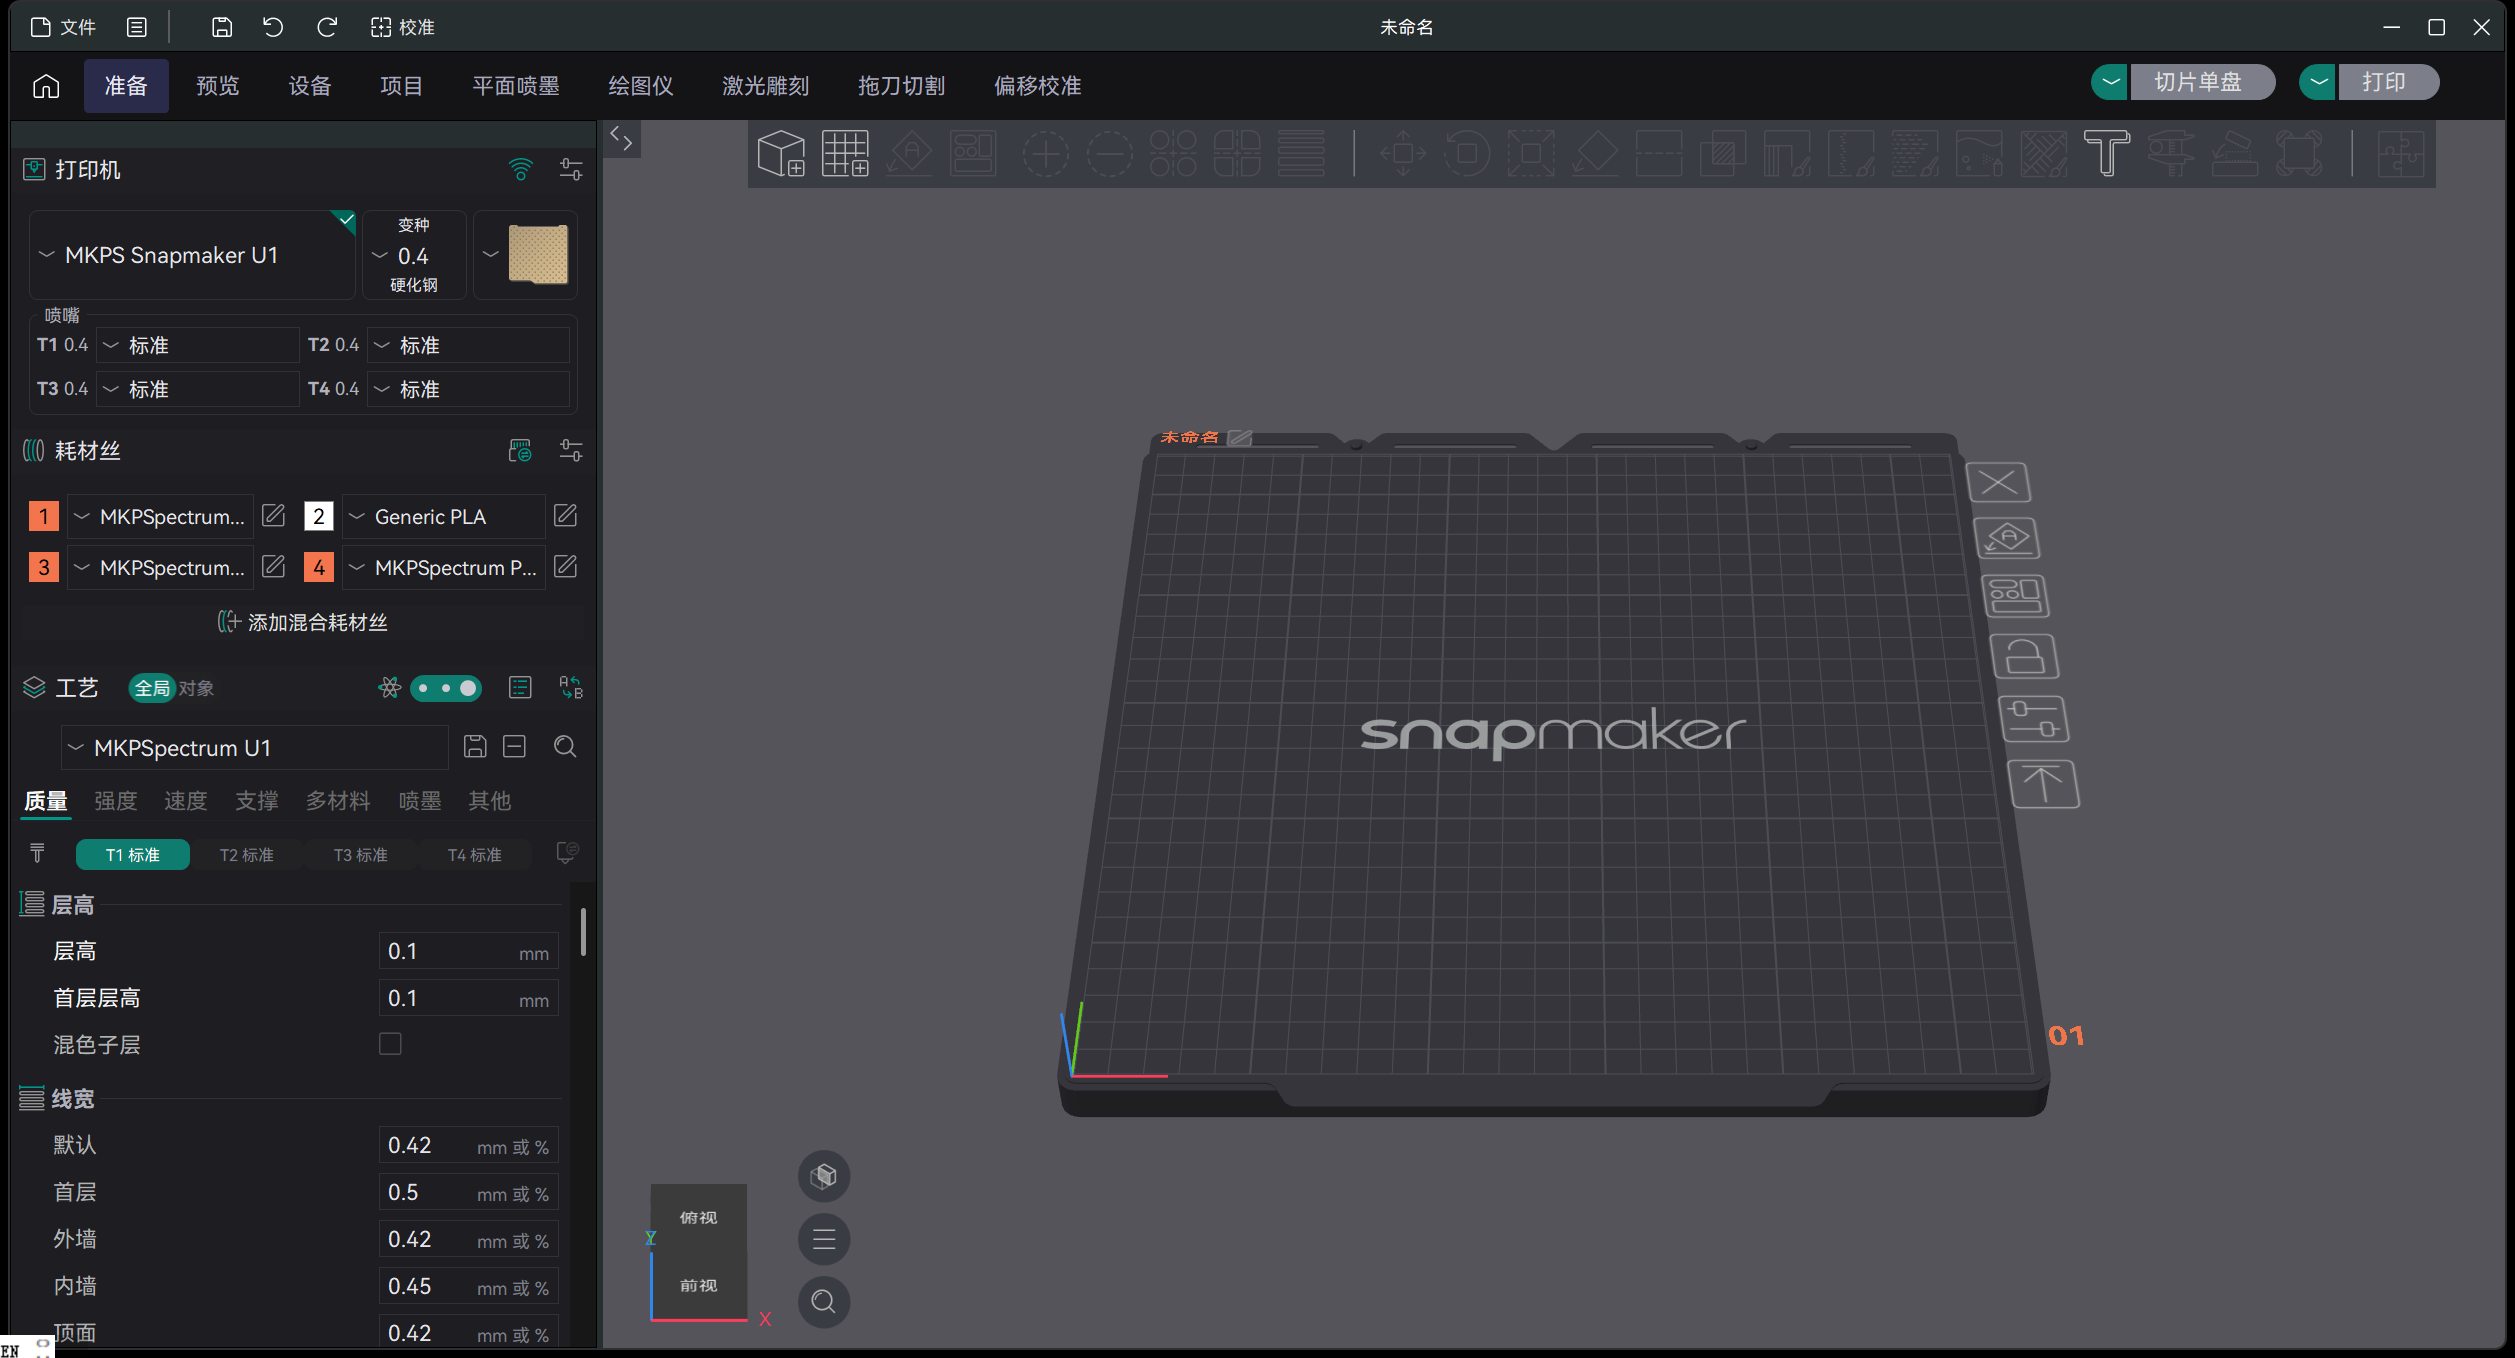 文件 校准 未命名
准备 预览 设备 项目 平面喷墨 绘图仪 激光雕刻 拖刀切割 偏移校准 切片单盘 打印
打印机
MKPS Snapmaker U1
变种
0.4
硬化钢
喷嘴
T1 0.4 标准 T2 0.4 标准
T3 0.4 标准 T4 0.4 标准
耗材丝
1 MKPSpectrum... 2 Generic PLA
3 MKPSpectrum... 4 MKPSpectrum P...
添加混合耗材丝
工艺 全局 对象
MKPSpectrum U1
质量 强度 速度 支撑 多材料 喷墨 其他
T1 标准 T2 标准 T3 标准 T4 标准
层高
层高 0.1 mm
首层层高 0.1 mm
混色子层
线宽
默认 0.42 mm 或 %
首层 0.5 mm 或 %
外墙 0.42 mm 或 %
内墙 0.45 mm 或 %
顶面 0.42 mm 或 %
EN
未命名
snapmaker
01
俯视
Y
前视
X